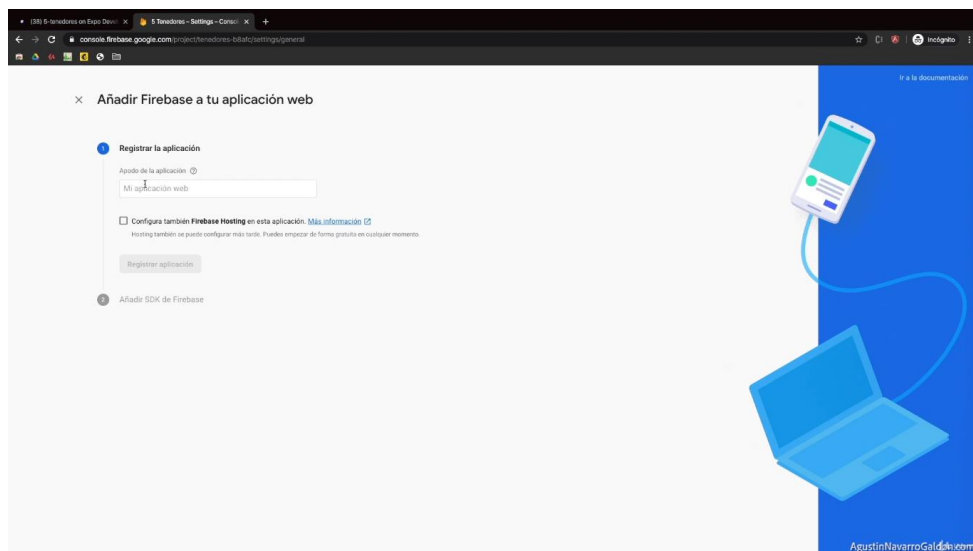 (38) 5-tenedores on Expo Devel
5 Tenedores – Settings – Consol
console.firebase.google.com/project/tenedores-b8afc/settings/general
Incógnito
Ir a la documentación
Añadir Firebase a tu aplicación web
1 Registrar la aplicación
Apodo de la aplicación
Mi aplicación web
Configura también Firebase Hosting en esta aplicación. Más información
Hosting también se puede configurar más tarde. Puedes empezar de forma gratuita en cualquier momento.
Registrar aplicación
2 Añadir SDK de Firebase
AgustinNavarroGaldon.com